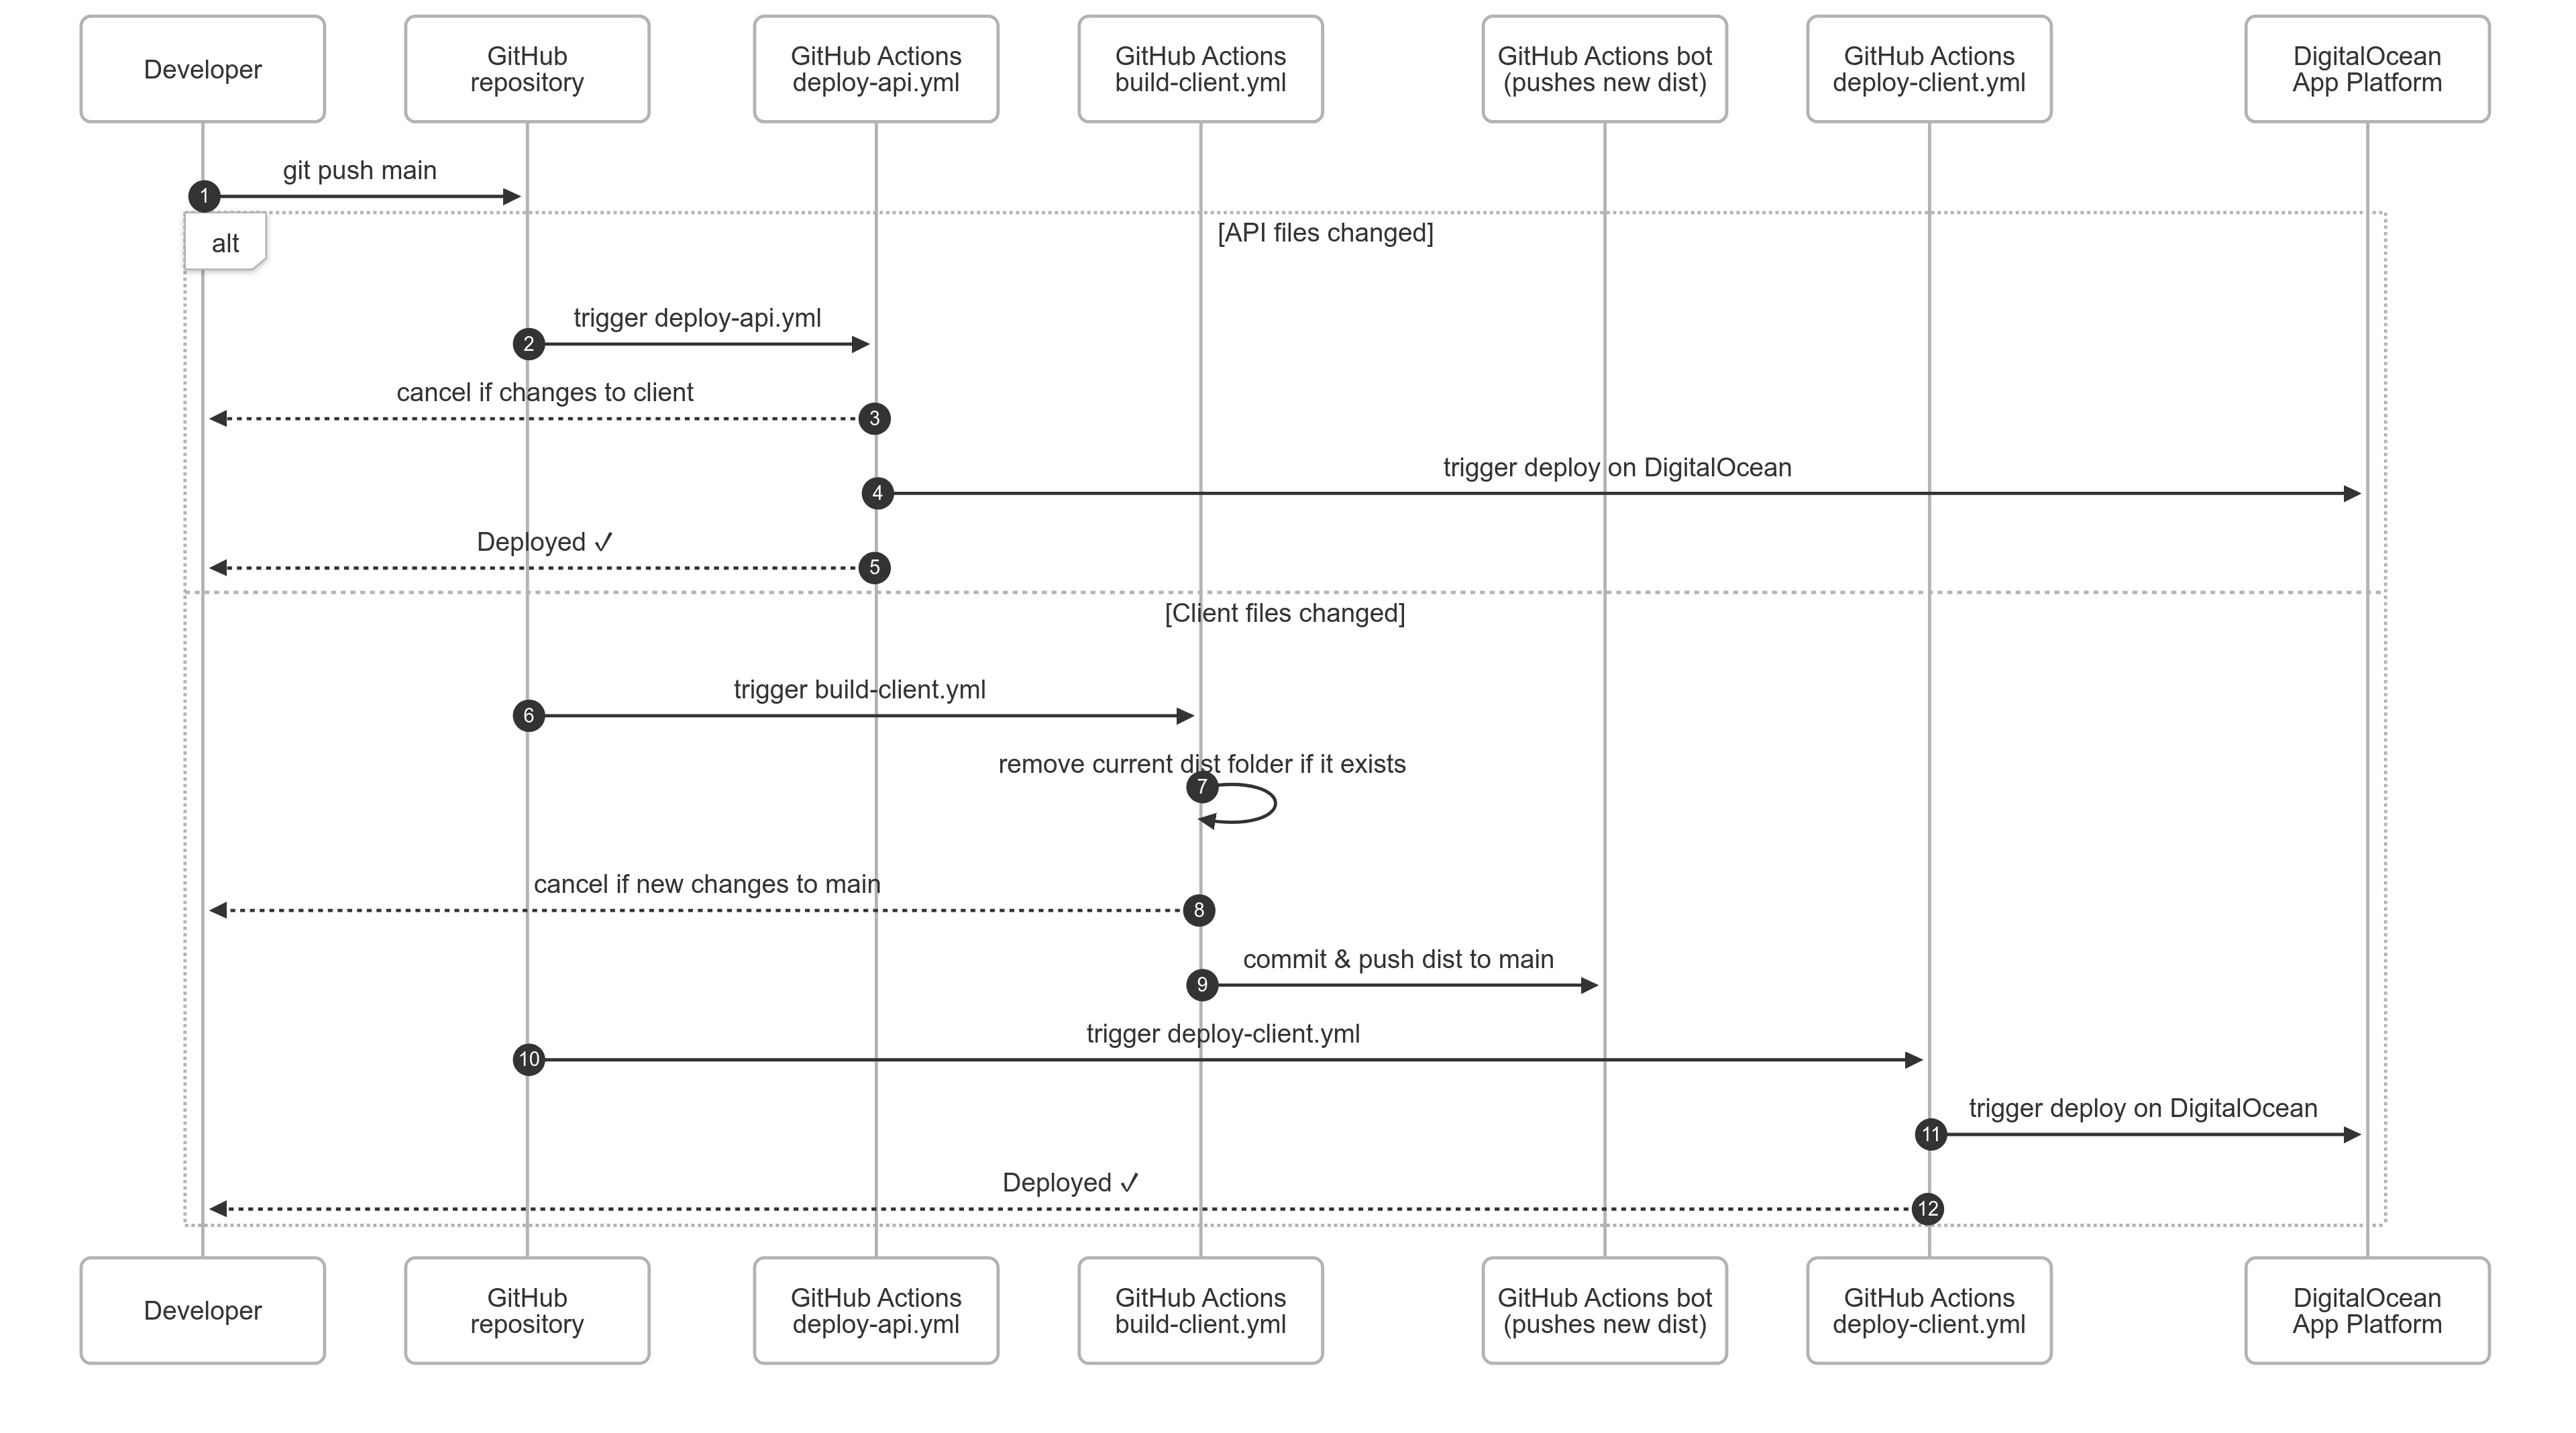 Developer
GitHub
repository
GitHub Actions
deploy-api.yml
GitHub Actions
build-client.yml
GitHub Actions bot
(pushes new dist)
GitHub Actions
deploy-client.yml
DigitalOcean
App Platform
git push main
1
alt
[API files changed]
trigger deploy-api.yml
2
cancel if changes to client
3
trigger deploy on DigitalOcean
4
Deployed ✓
5
[Client files changed]
trigger build-client.yml
6
remove current dist folder if it exists
7
cancel if new changes to main
8
commit & push dist to main
9
trigger deploy-client.yml
10
trigger deploy on DigitalOcean
11
Deployed ✓
12
Developer
GitHub
repository
GitHub Actions
deploy-api.yml
GitHub Actions
build-client.yml
GitHub Actions bot
(pushes new dist)
GitHub Actions
deploy-client.yml
DigitalOcean
App Platform